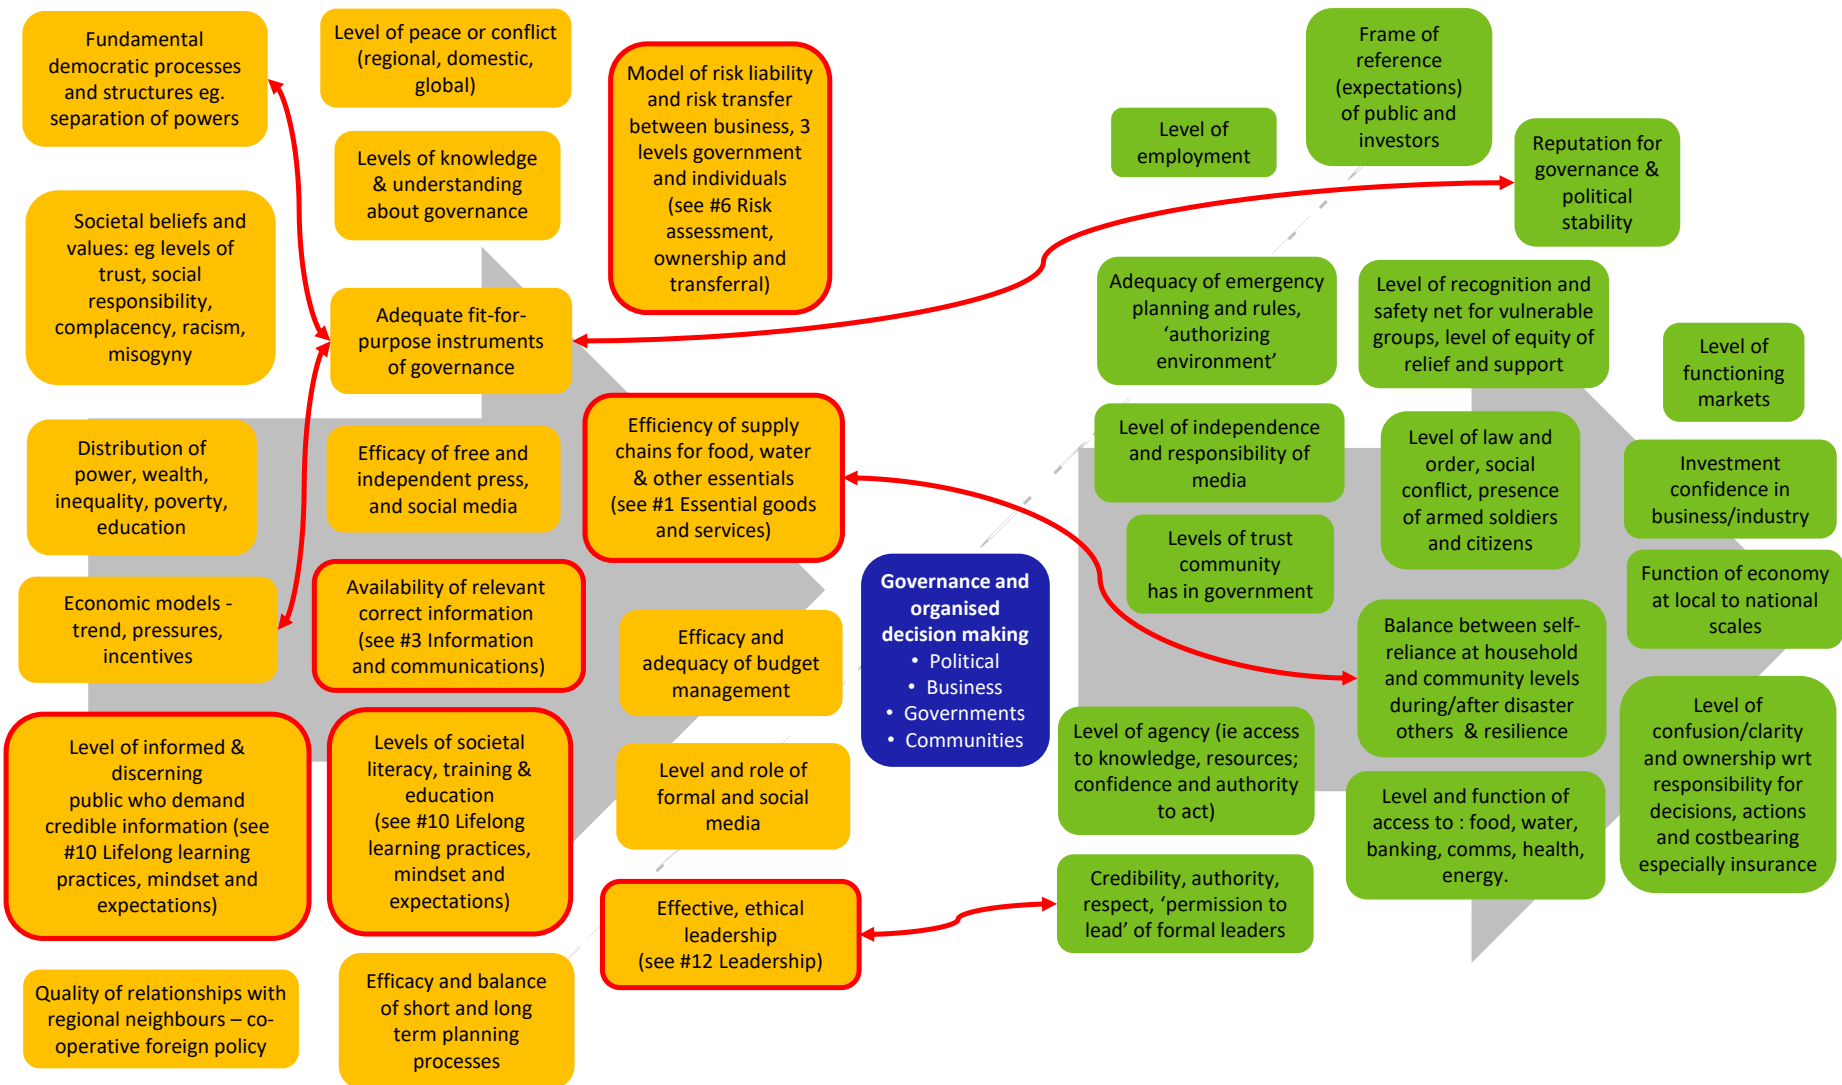 Fundamental
democratic processes
and structures eg.
separation of powers
Societal beliefs and
values: eg levels of
trust, social
responsibility,
complacency, racism,
misogyny
Distribution of
power, wealth,
inequality, poverty,
education
Economic models -
trend, pressures,
incentives
Level of informed &
discerning
public who demand
credible information (see
#10 Lifelong learning
practices, mindset and
expectations)
Quality of relationships with
regional neighbours – co-
operative foreign policy
Level of peace or conflict
(regional, domestic,
global)
Levels of knowledge
& understanding
about governance
Adequate fit-for-
purpose instruments
of governance
Efficacy of free and
independent press,
and social media
Availability of relevant
correct information
(see #3 Information
and communications)
Levels of societal
literacy, training &
education
(see #10 Lifelong
learning practices,
mindset and
expectations)
Efficacy and balance
of short and long
term planning
processes
Model of risk liability
and risk transfer
between business, 3
levels government
and individuals
(see #6 Risk
assessment,
ownership and
transferral)
Efficiency of supply
chains for food, water
& other essentials
(see #1 Essential goods
and services)
Efficacy and
adequacy of budget
management
Level and role of
formal and social
media
Effective, ethical
leadership
(see #12 Leadership)
Governance and
organised
decision making
• Political
• Business
• Governments
• Communities
Level of
employment
Adequacy of emergency
planning and rules,
‘authorizing
environment’
Level of independence
and responsibility of
media
Levels of trust
community
has in government
Level of agency (ie access
to knowledge, resources;
confidence and authority
to act)
Credibility, authority,
respect, ‘permission to
lead’ of formal leaders
Frame of
reference
(expectations)
of public and
investors
Level of recognition and
safety net for vulnerable
groups, level of equity of
relief and support
Level of law and
order, social
conflict, presence
of armed soldiers
and citizens
Balance between self-
reliance at household
and community levels
during/after disaster
others & resilience
Level and function of
access to : food, water,
banking, comms, health,
energy.
Reputation for
governance &
political
stability
Level of
functioning
markets
Investment
confidence in
business/industry
Function of economy
at local to national
scales
Level of
confusion/clarity
and ownership wrt
responsibility for
decisions, actions
and costbearing
especially insurance